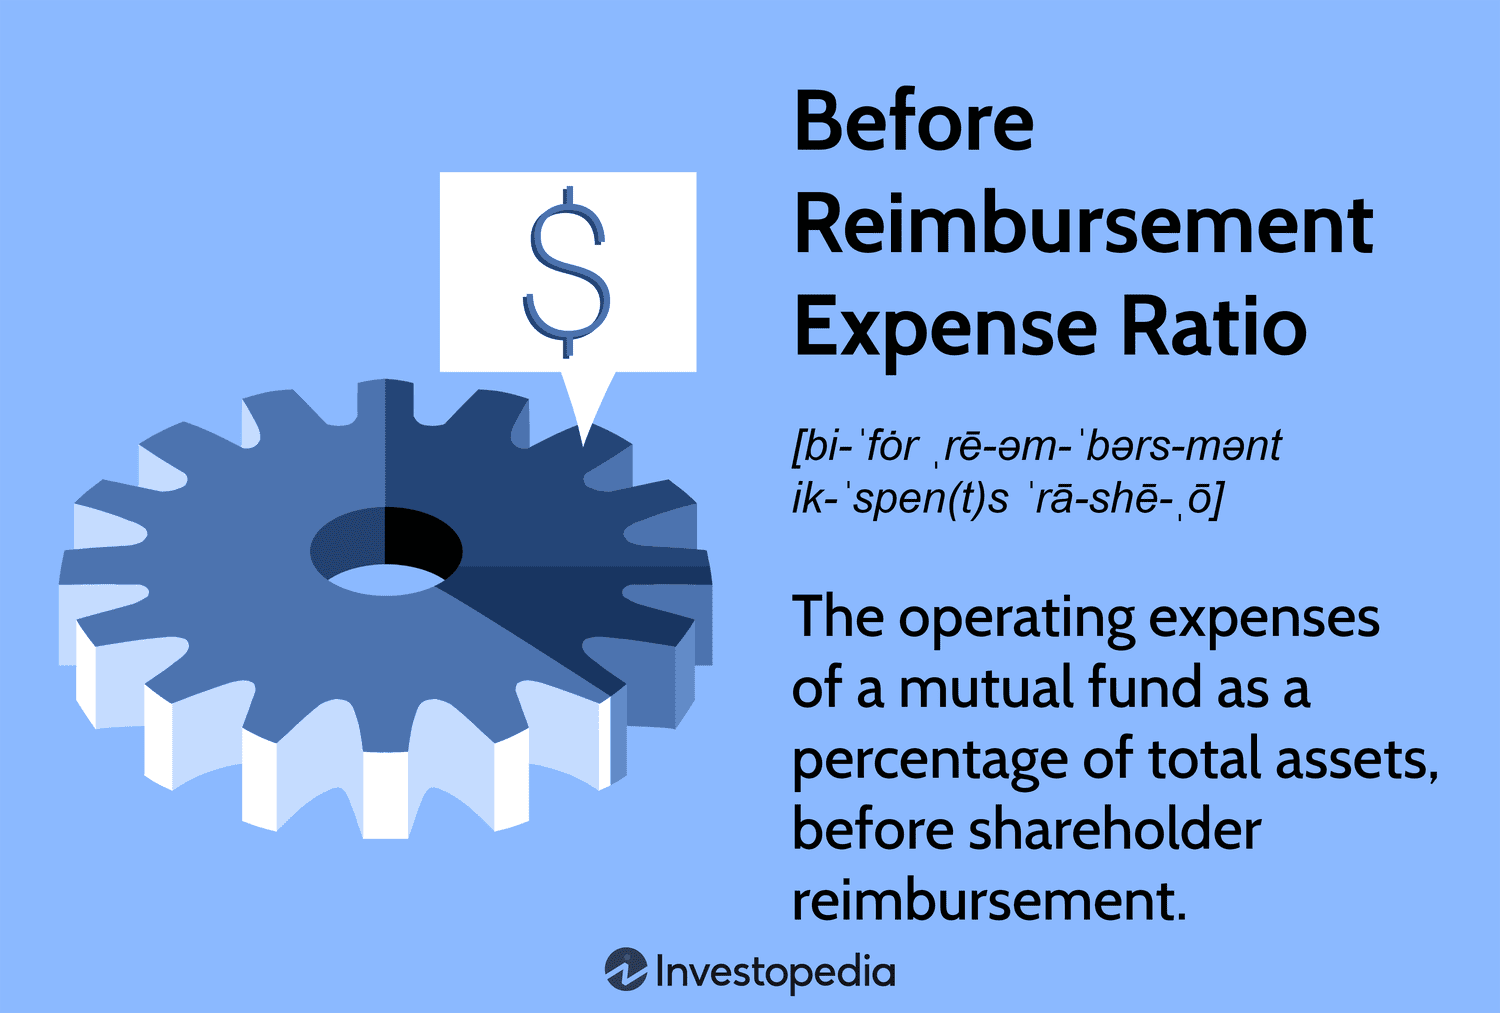 $
Before
Reimbursement
Expense Ratio
[bi-ˈfȯr ˌrē-əm-ˈbərs-mənt
ik-ˈspen(t)s ˈrā-shē-ˌō]
The operating expenses
of a mutual fund as a
percentage of total assets,
before shareholder
reimbursement.
Investopedia